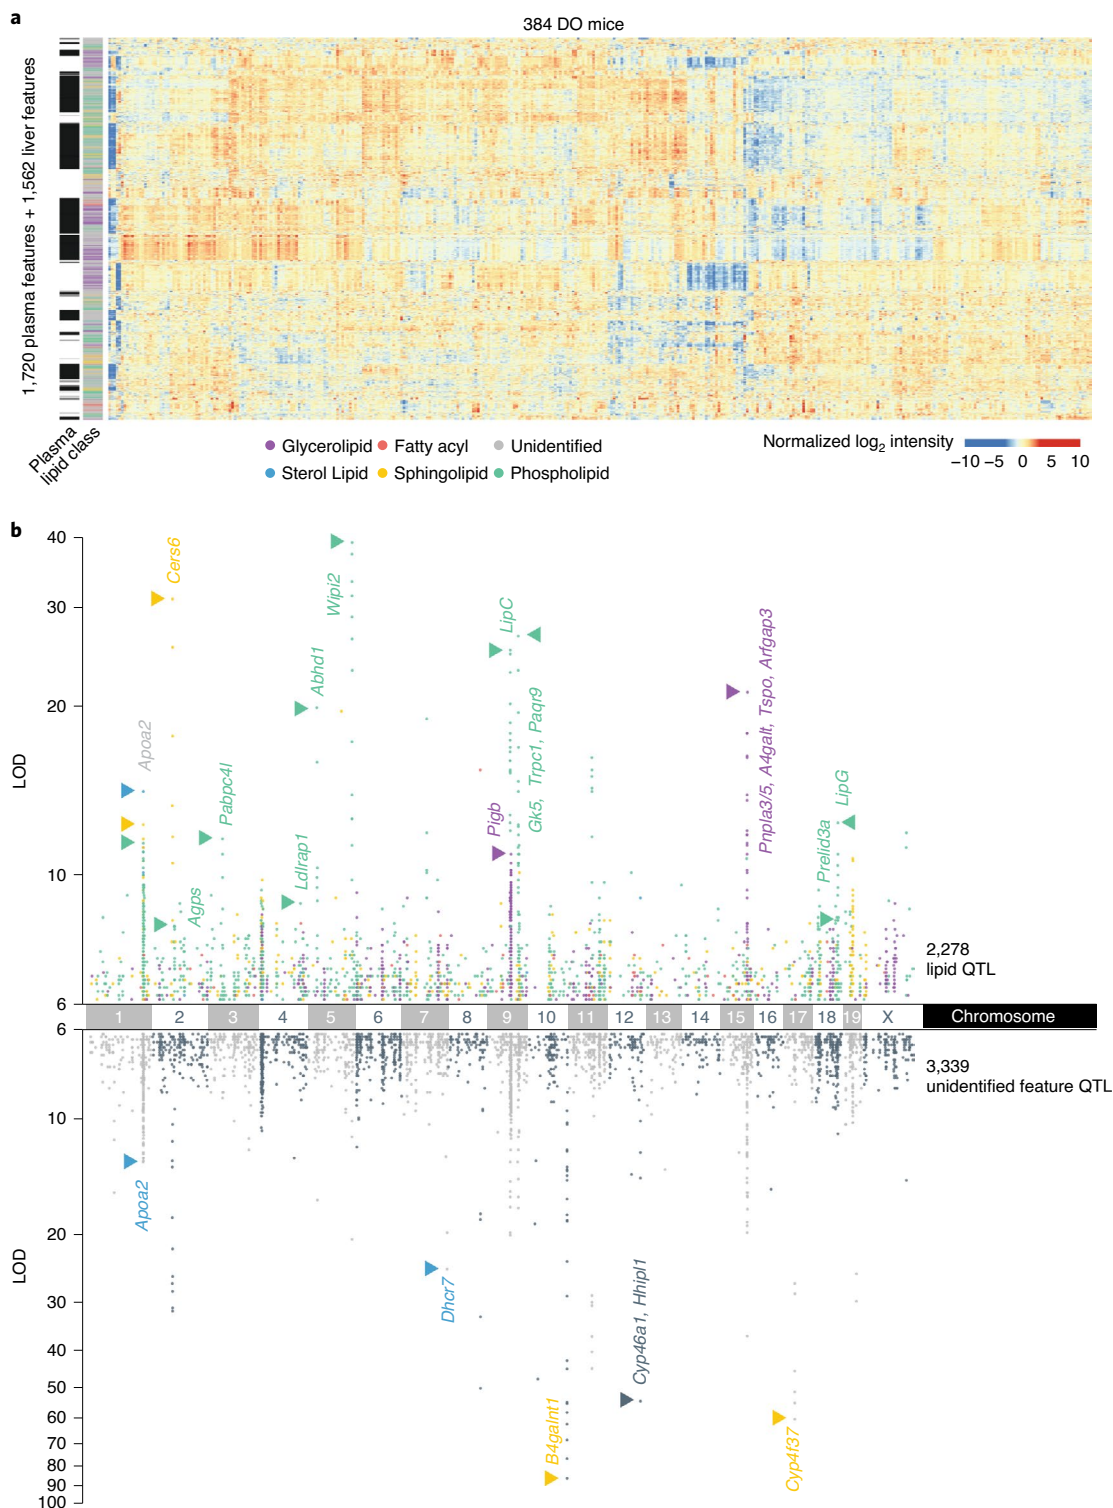 a
384 DO mice
1,720 plasma features + 1,562 liver features
Plasma
lipid class
Glycerolipid
Fatty acyl
Unidentified
Sterol Lipid
Sphingolipid
Phospholipid
Normalized log2 intensity
−10 −5 0 5 10
b
LOD
40
30
20
10
6
Apoa2
Cers6
Agps
Pabpc4l
Ldlrap1
Abhd1
Wipi2
Pigb
LipC
Gk5, Trpc1, Paqr9
Pnpla3/5, A4galt, Tspo, Arfgap3
Prelid3a
LipG
2,278
lipid QTL
1 2 3 4 5 6 7 8 9 10 11 12 13 14 15 16 17 18 19 X
Chromosome
3,339
unidentified feature QTL
LOD
6
10
20
30
40
50
60
70
80
90
100
Apoa2
Dhcr7
B4galnt1
Cyp46a1, Hhipl1
Cyp4f37